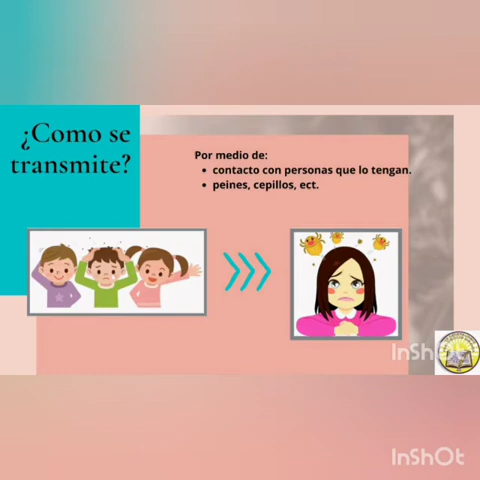 ¿Como se
transmite?
Por medio de:
• contacto con personas que lo tengan.
• peines, cepillos, ect.
InShOt
InShOt